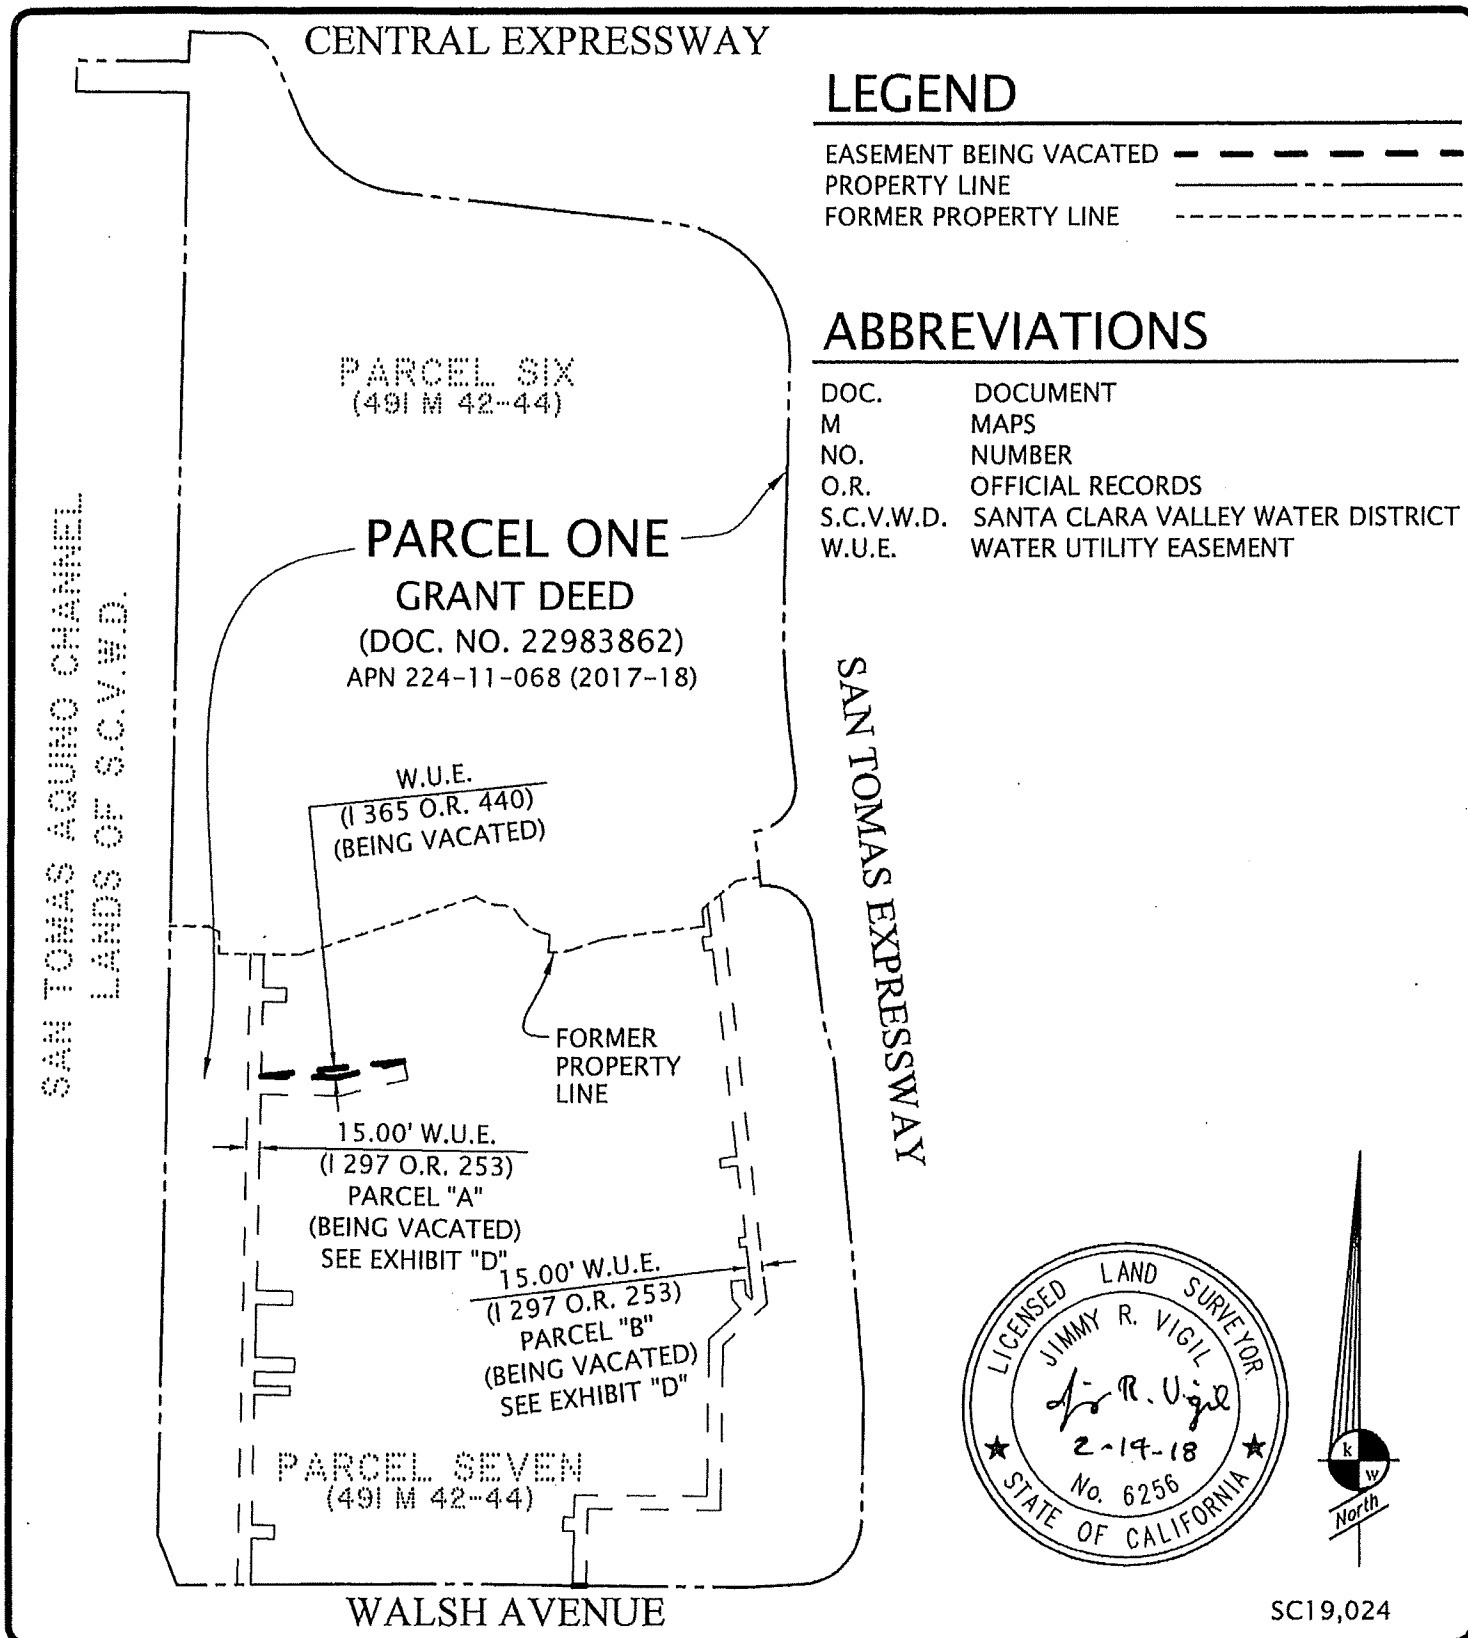 CENTRAL EXPRESSWAY
LEGEND
EASEMENT BEING VACATED
PROPERTY LINE
FORMER PROPERTY LINE
ABBREVIATIONS
DOC. DOCUMENT
M MAPS
NO. NUMBER
O.R. OFFICIAL RECORDS
S.C.V.W.D. SANTA CLARA VALLEY WATER DISTRICT
W.U.E. WATER UTILITY EASEMENT
PARCEL SIX
(491 M 42-44)
PARCEL ONE
GRANT DEED
(DOC. NO. 22983862)
APN 224-11-068 (2017-18)
SAN TOMAS AQUINO CHANNEL
LANDS OF S.C.V.W.D.
SAN TOMAS EXPRESSWAY
W.U.E.
(I 365 O.R. 440)
(BEING VACATED)
FORMER
PROPERTY
LINE
15.00' W.U.E.
(I 297 O.R. 253)
PARCEL "A"
(BEING VACATED)
SEE EXHIBIT "D"
15.00' W.U.E.
(I 297 O.R. 253)
PARCEL "B"
(BEING VACATED)
SEE EXHIBIT "D"
PARCEL SEVEN
(491 M 42-44)
WALSH AVENUE
LICENSED LAND SURVEYOR
JIMMY R. VIGIL
R. Vigil
2-14-18
No. 6256
STATE OF CALIFORNIA
k
w
North
SC19,024